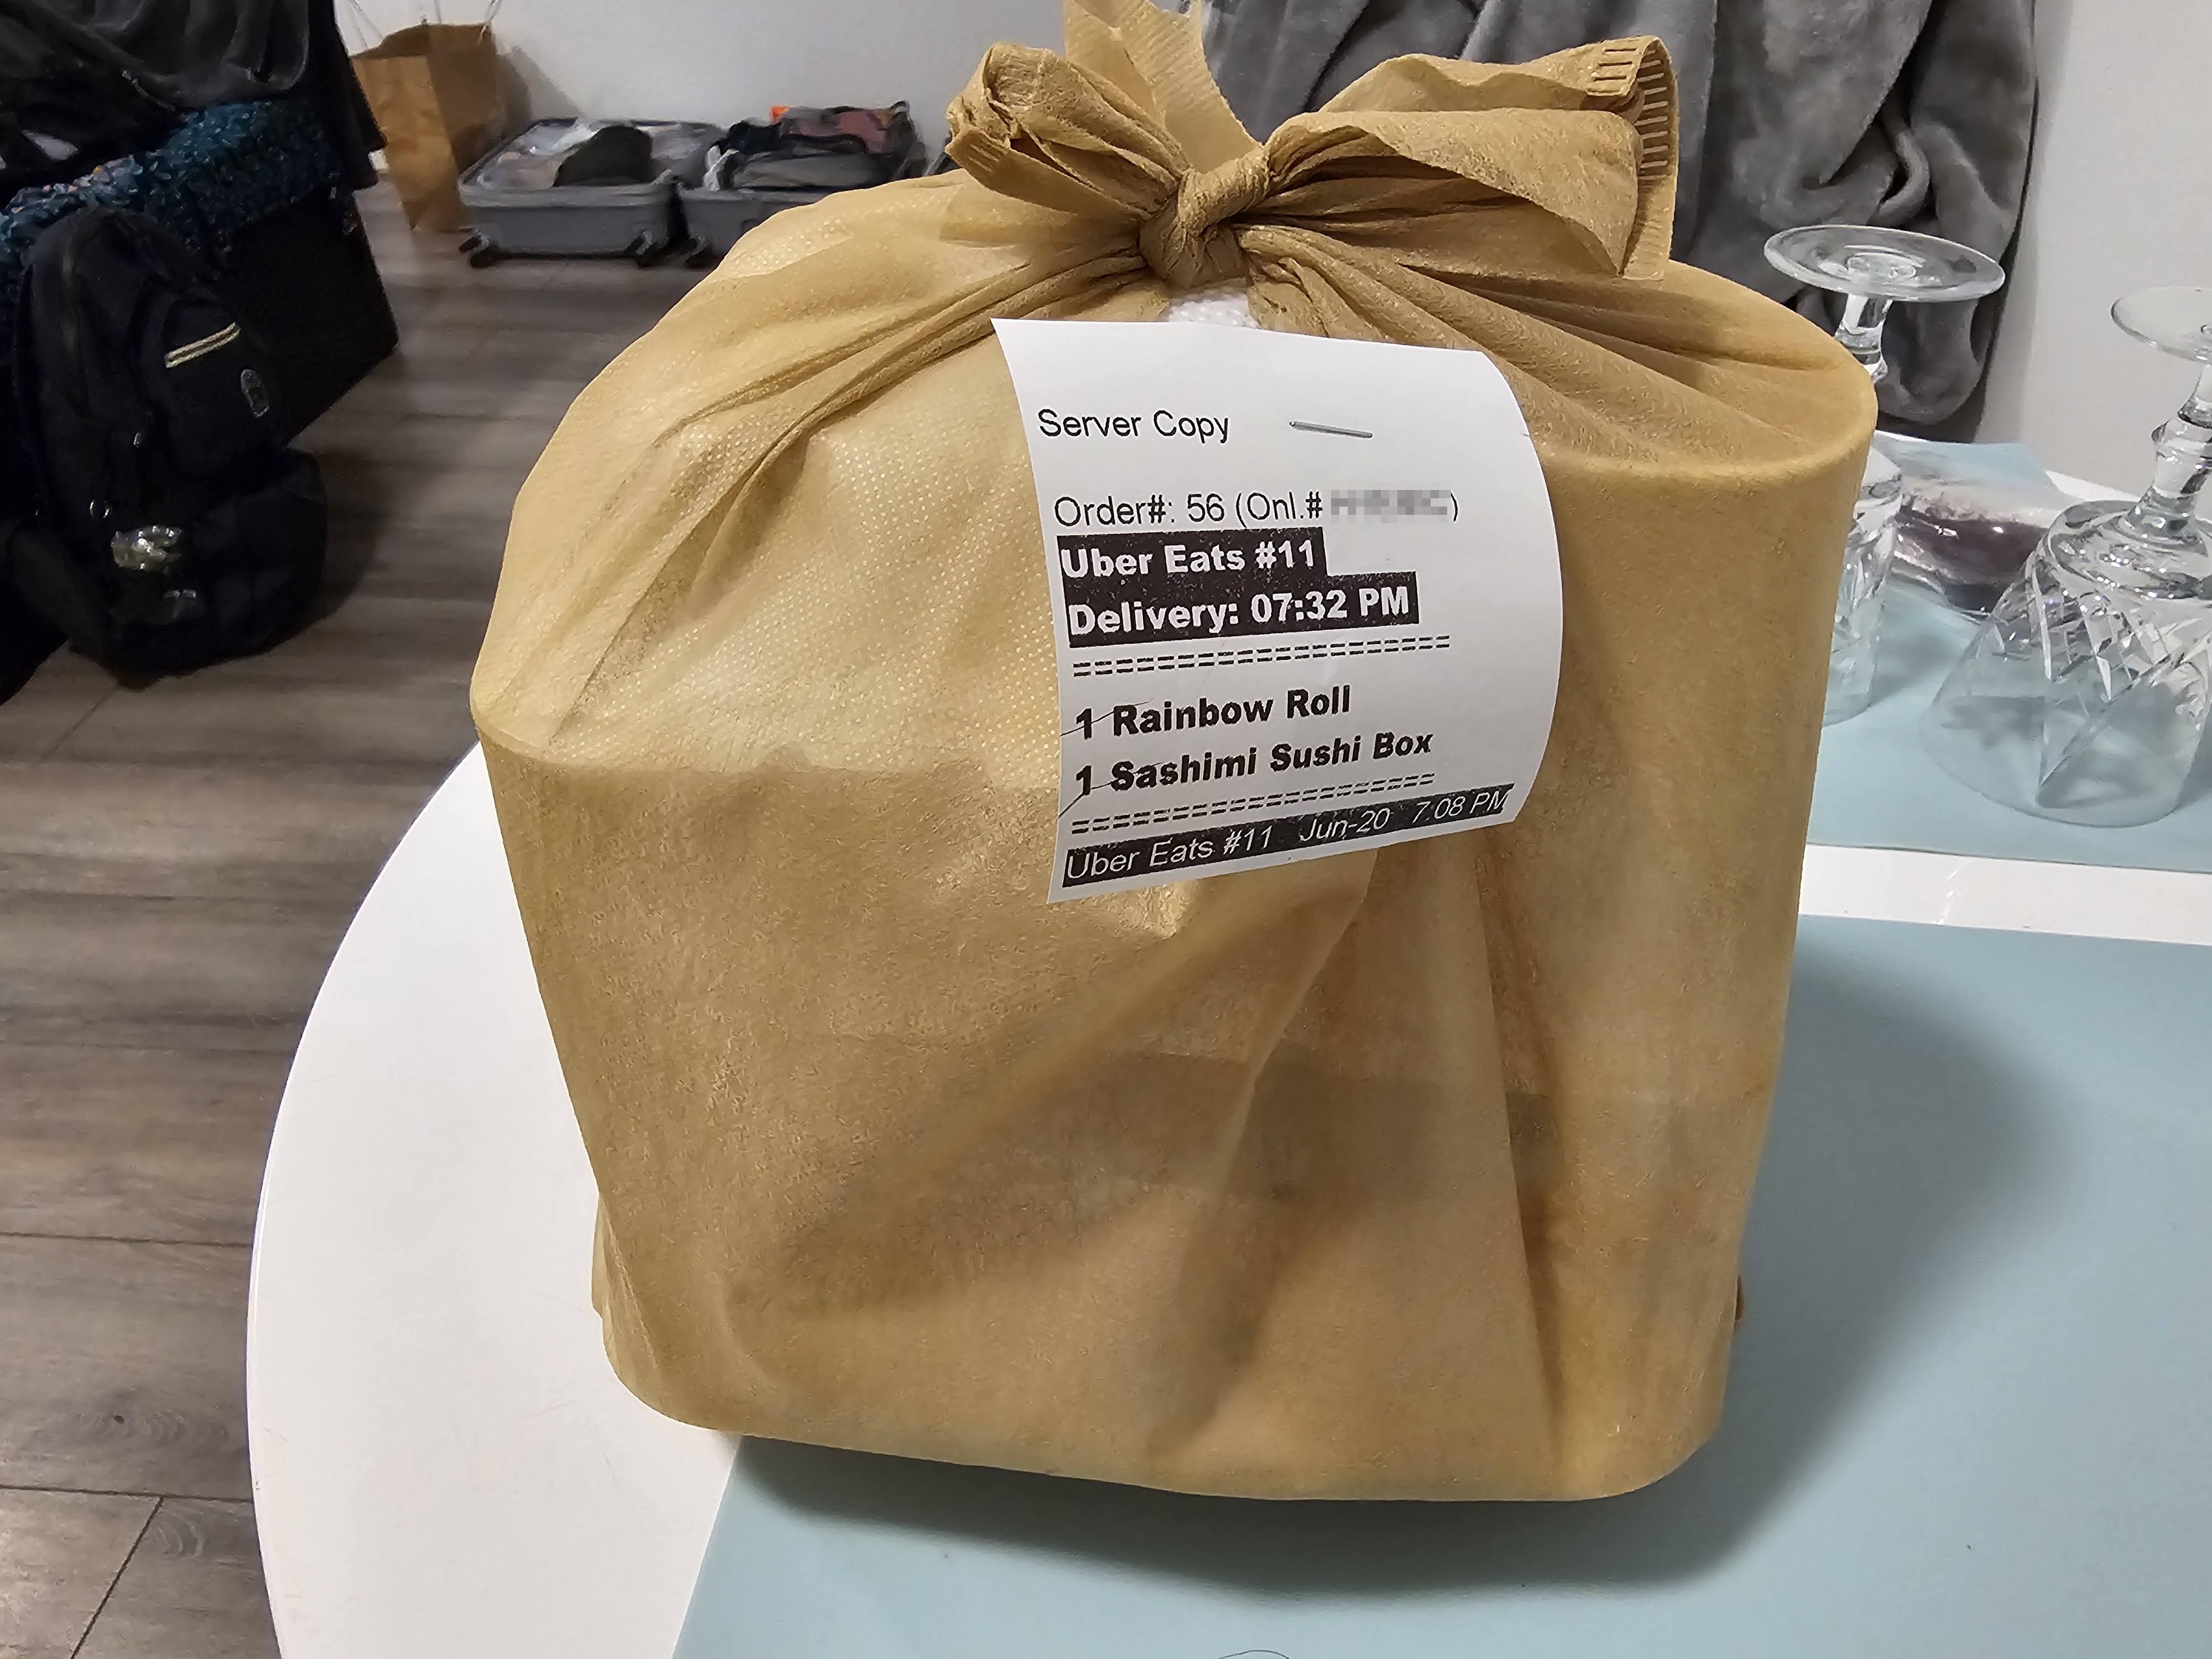 Server Copy
Order#: 56 (Onl.# )
Uber Eats #11
Delivery: 07:32 PM
====================
1 Rainbow Roll
1 Sashimi Sushi Box
====================
Uber Eats #11 Jun-20 7:08 PM